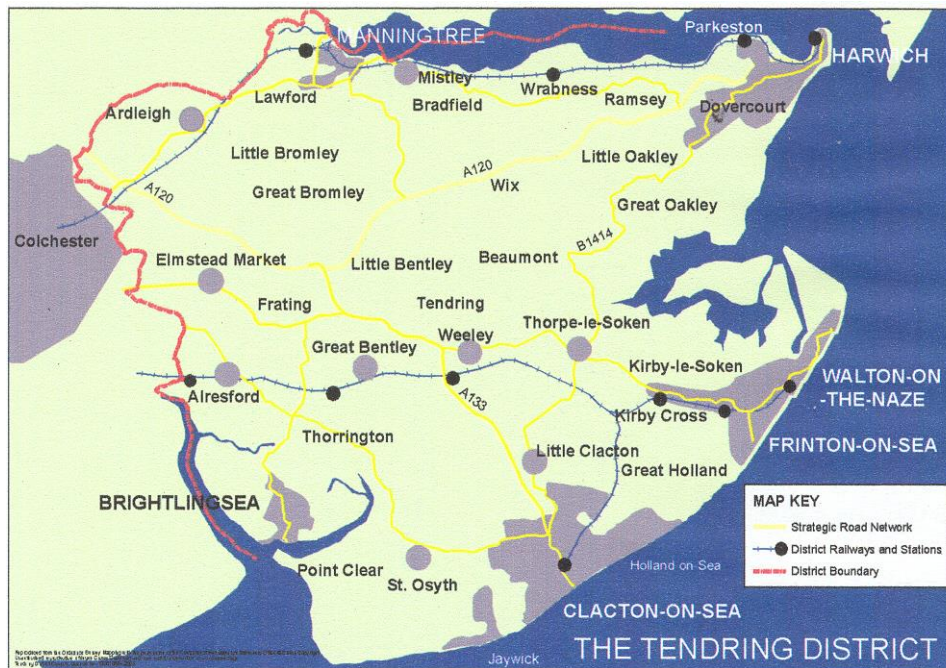 MANNINGTREE
Parkeston
HARWICH
Mistley
Wrabness
Lawford
Bradfield
Ramsey
Dovercourt
Ardleigh
Little Bromley
Little Oakley
A120
A120
Wix
Great Bromley
Great Oakley
Colchester
B1414
Elmstead Market
Little Bentley
Beaumont
Frating
Tendring
Thorpe-le-Soken
Weeley
Great Bentley
Kirby-le-Soken
WALTON-ON
-THE-NAZE
Alresford
A133
Kirby Cross
FRINTON-ON-SEA
Thorrington
Little Clacton
Great Holland
BRIGHTLINGSEA
MAP KEY
Strategic Road Network
District Railways and Stations
District Boundary
Holland on-Sea
Point Clear
St. Osyth
CLACTON-ON-SEA
THE TENDRING DISTRICT
Jaywick